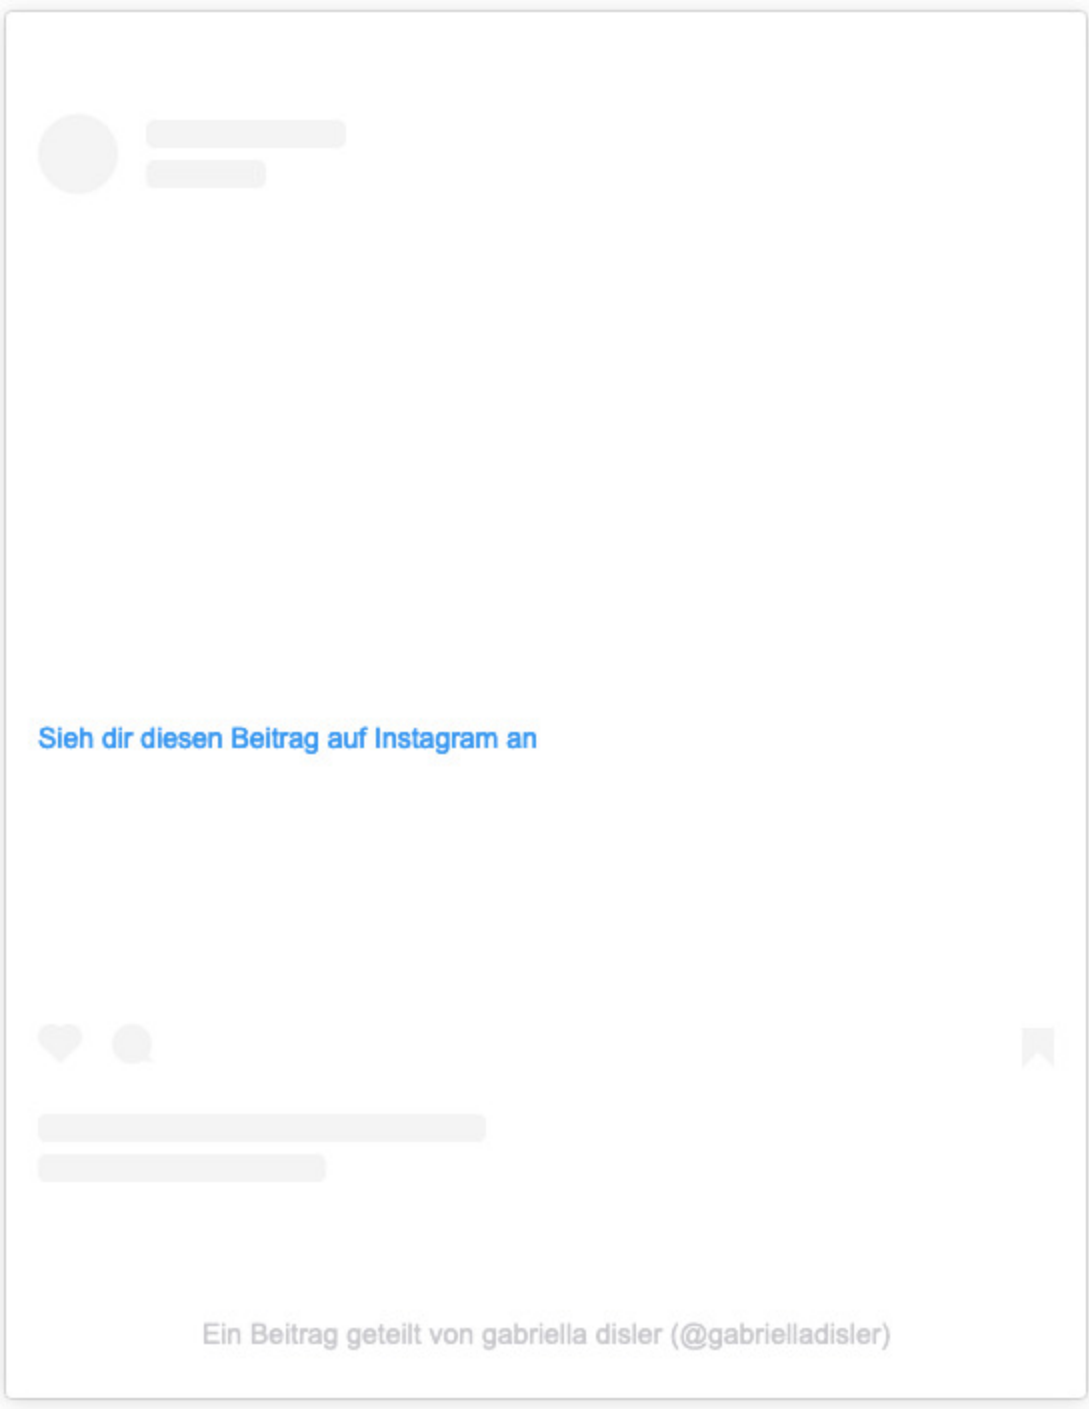 Sieh dir diesen Beitrag auf Instagram an
Ein Beitrag geteilt von gabriella disler (@gabrielladisler)